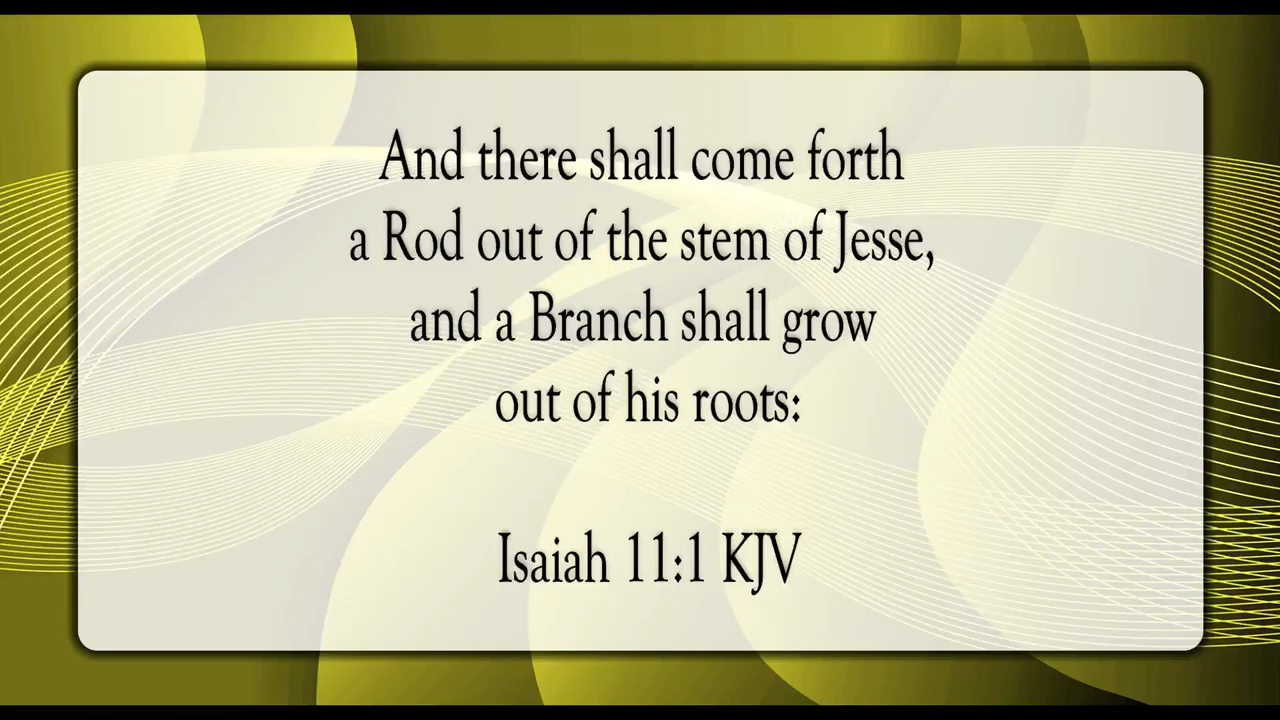 And there shall come forth
a Rod out of the stem of Jesse,
and a Branch shall grow
out of his roots:
Isaiah 11:1 KJV